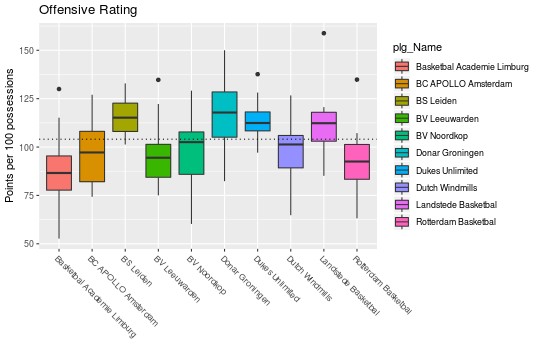 Offensive Rating
Points per 100 possessions
150
125
100
75
50
Basketbal Academie Limburg
BC APOLLO Amsterdam
BS Leiden
BV Leeuwarden
BV Noordkop
Donar Groningen
Dukes Unlimited
Dutch Windmills
Landstede Basketbal
Rotterdam Basketbal
plg_Name
Basketbal Academie Limburg
BC APOLLO Amsterdam
BS Leiden
BV Leeuwarden
BV Noordkop
Donar Groningen
Dukes Unlimited
Dutch Windmills
Landstede Basketbal
Rotterdam Basketbal